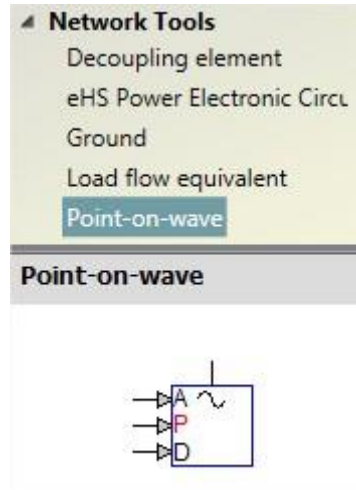 Network Tools
Decoupling element
eHS Power Electronic Circu
Ground
Load flow equivalent
Point-on-wave
Point-on-wave
A
P
D